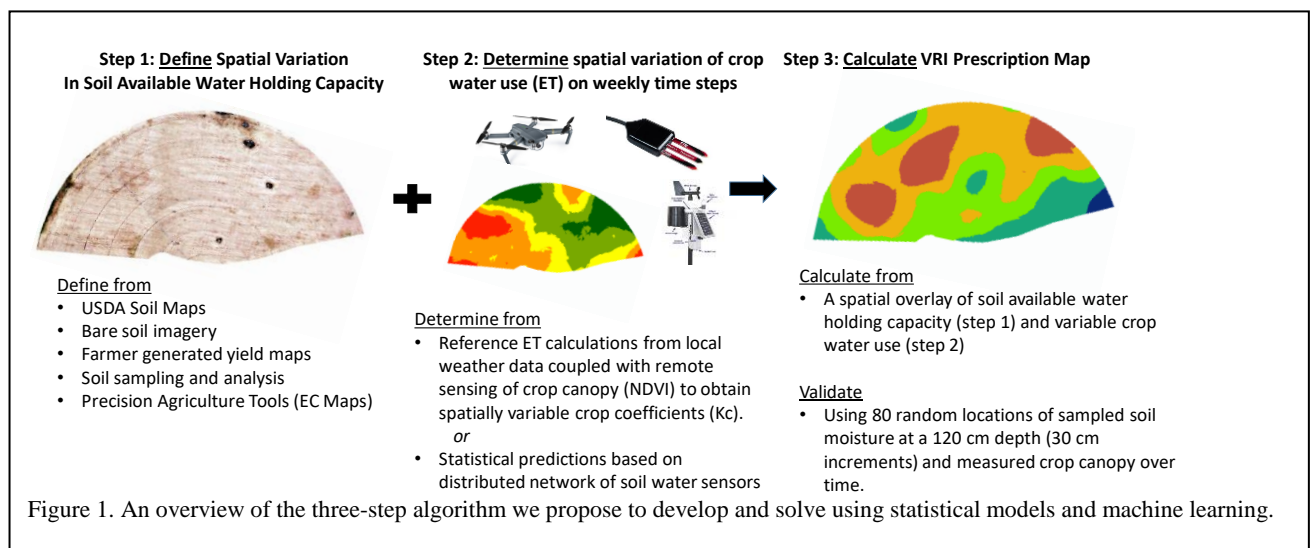 Step 1: Define Spatial Variation
In Soil Available Water Holding Capacity
Define from
• USDA Soil Maps
• Bare soil imagery
• Farmer generated yield maps
• Soil sampling and analysis
• Precision Agriculture Tools (EC Maps)
Step 2: Determine spatial variation of crop
water use (ET) on weekly time steps
Determine from
• Reference ET calculations from local
weather data coupled with remote
sensing of crop canopy (NDVI) to obtain
spatially variable crop coefficients (Kc).
or
• Statistical predictions based on
distributed network of soil water sensors
Step 3: Calculate VRI Prescription Map
Calculate from
• A spatial overlay of soil available water
holding capacity (step 1) and variable crop
water use (step 2)
Validate
• Using 80 random locations of sampled soil
moisture at a 120 cm depth (30 cm
increments) and measured crop canopy over
time.
Figure 1. An overview of the three-step algorithm we propose to develop and solve using statistical models and machine learning.